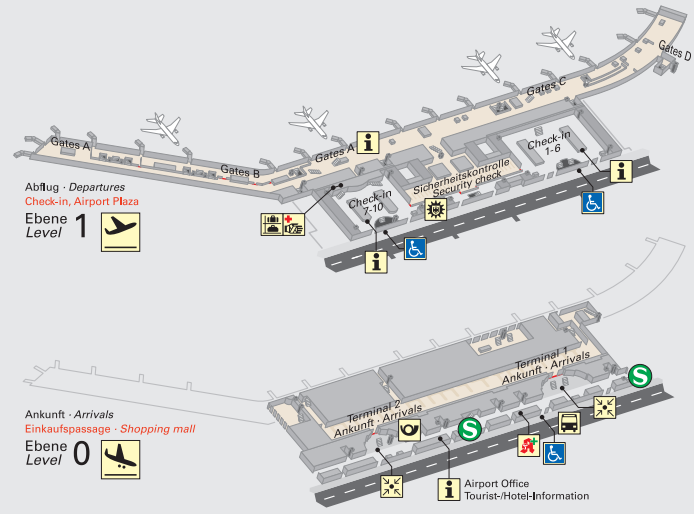 Gates D
Gates C
Gates A
Gates B
Gates A
Check-in
1-6
Sicherheitskontrolle
Security check
Check-in
7-10
Abflug · Departures
Check-in, Airport Plaza
Ebene
Level 1
i
i
i
Terminal 1
Ankunft · Arrivals
Terminal 2
Ankunft · Arrivals
S
S
Ankunft · Arrivals
Einkaufspassage · Shopping mall
Ebene
Level 0
i
Airport Office
Tourist-/Hotel-Information